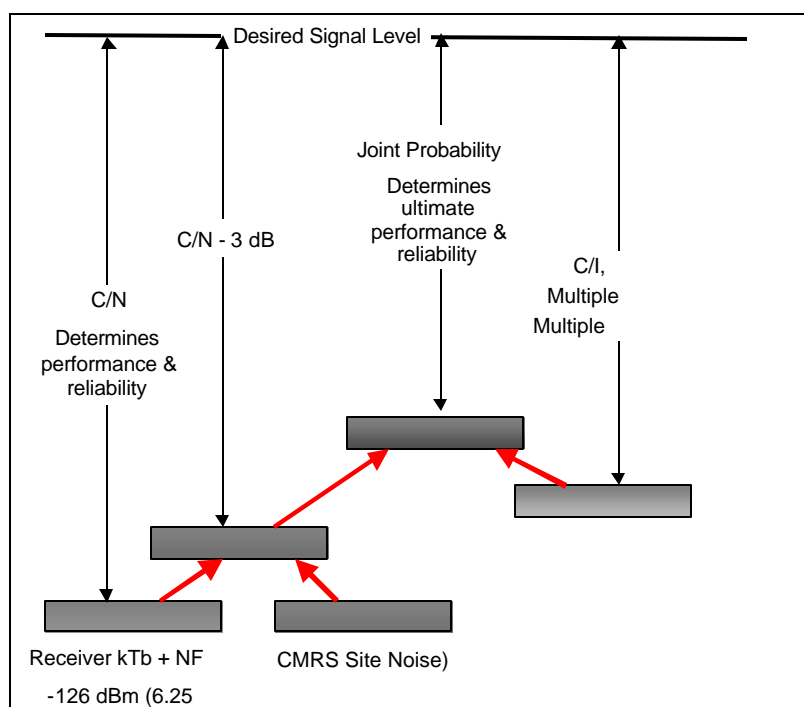 Desired Signal Level
Joint Probability
Determines
ultimate
performance &
reliability
C/N - 3 dB
C/I,
Multiple
Multiple
C/N
Determines
performance &
reliability
Receiver kTb + NF
-126 dBm (6.25
CMRS Site Noise)